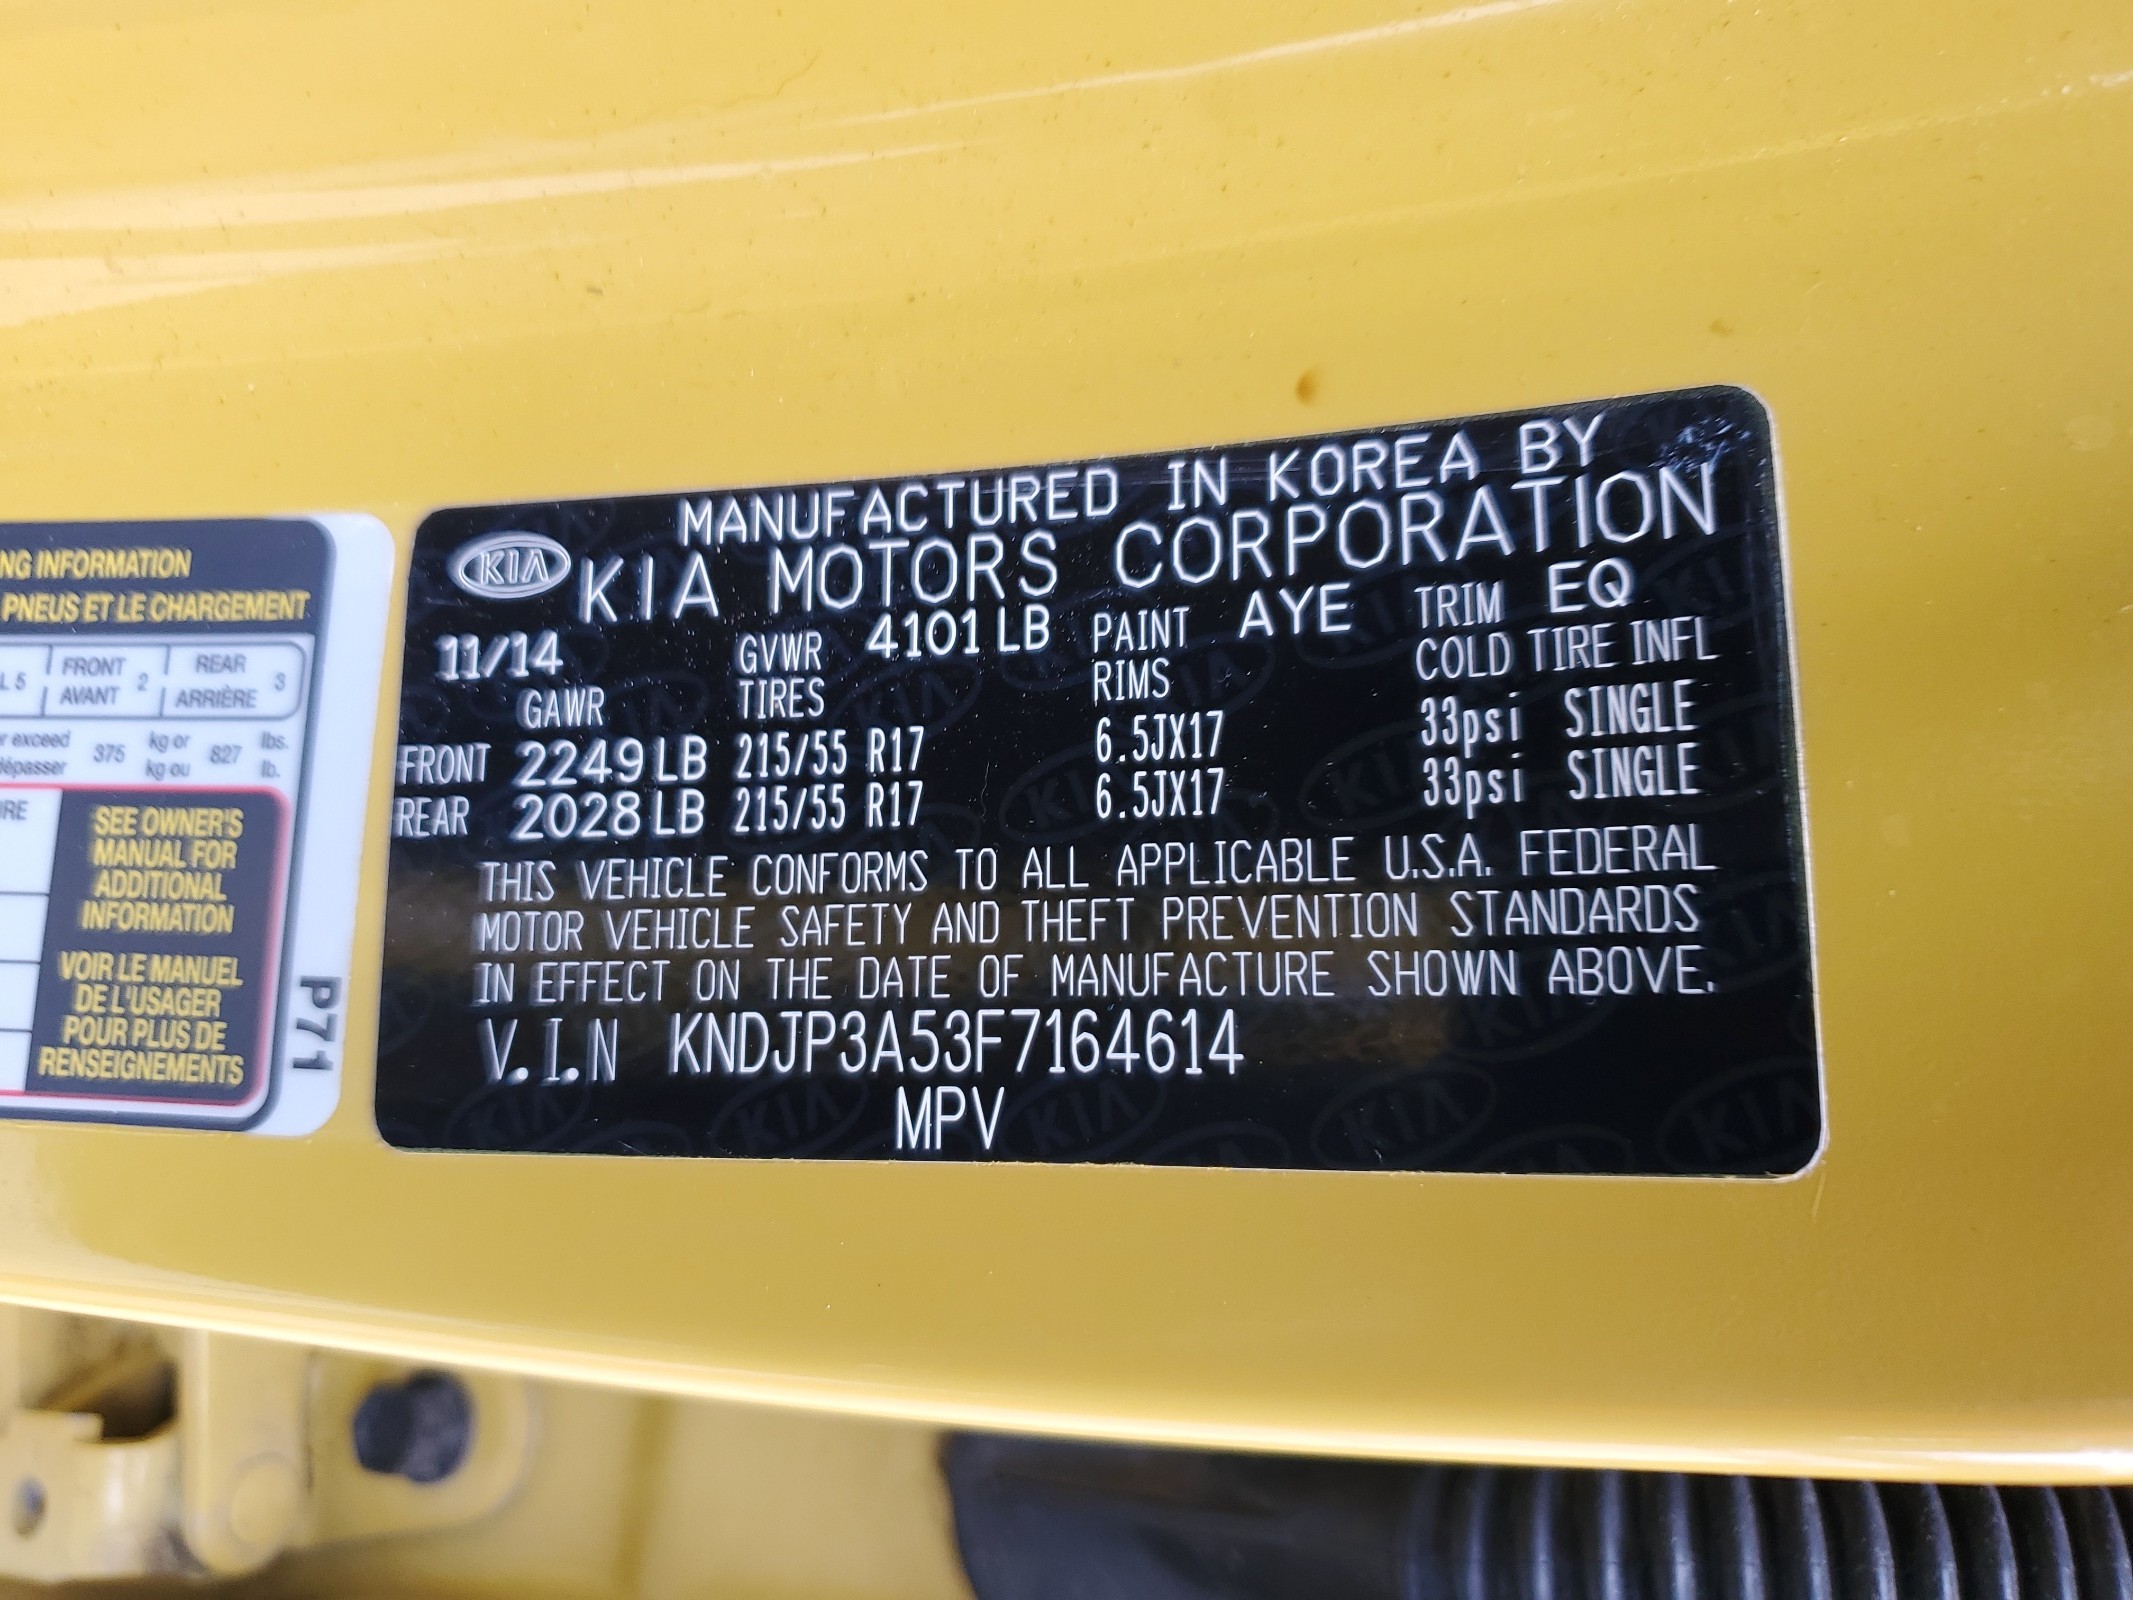 NG INFORMATION
PNEUS ET LE CHARGEMENT
L 5 FRONT 2 REAR 3
AVANT ARRIÈRE
r exceed 375 kg or 827 lbs.
dépasser kg ou lb.
RE
SEE OWNER'S
MANUAL FOR
ADDITIONAL
INFORMATION
VOIR LE MANUEL
DE L'USAGER
POUR PLUS DE
RENSEIGNEMENTS
P71
MANUFACTURED IN KOREA BY
KIA KIA MOTORS CORPORATION
11/14 GVWR 4101 LB PAINT AYE TRIM EQ
GAWR TIRES RIMS COLD TIRE INFL
FRONT 2249 LB 215/55 R17 6.5JX17 33psi SINGLE
REAR 2028 LB 215/55 R17 6.5JX17 33psi SINGLE
THIS VEHICLE CONFORMS TO ALL APPLICABLE U.S.A. FEDERAL
MOTOR VEHICLE SAFETY AND THEFT PREVENTION STANDARDS
IN EFFECT ON THE DATE OF MANUFACTURE SHOWN ABOVE.
V.I.N KNDJP3A53F7164614
MPV